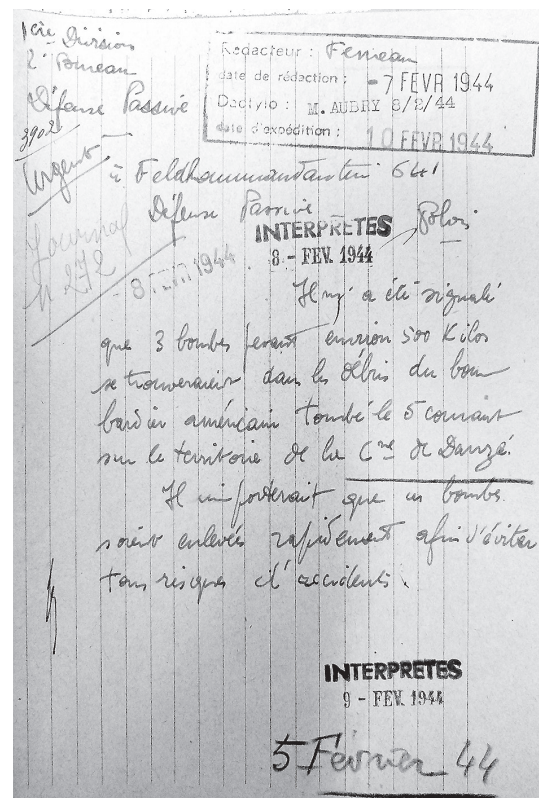 1ère Division
2e Bureau
Défense Passive
3902
Urgent
Journal
n 272
- 8 FEVR 1944
Rédacteur :
date de rédaction : - 7 FEVR 1944
Dactylo : M. AUBRY 8/2/44
date d'expédition : 10 FEVR 1944
à Feldkommandantur 641
Défense Passive
Blois
INTERPRETES
8 - FEV. 1944
Il m'a été signalé
que 3 bombes pesant environ 500 Kilos
se trouveraient dans les débris du bom
bardier américain tombé le 5 courant
sur le territoire de la Cne de Danzé.
Il importerait que ces bombes
soient enlevées rapidement afin d'éviter
tous risques d'accidents.
INTERPRETES
9 - FEV. 1944
5 Février 44